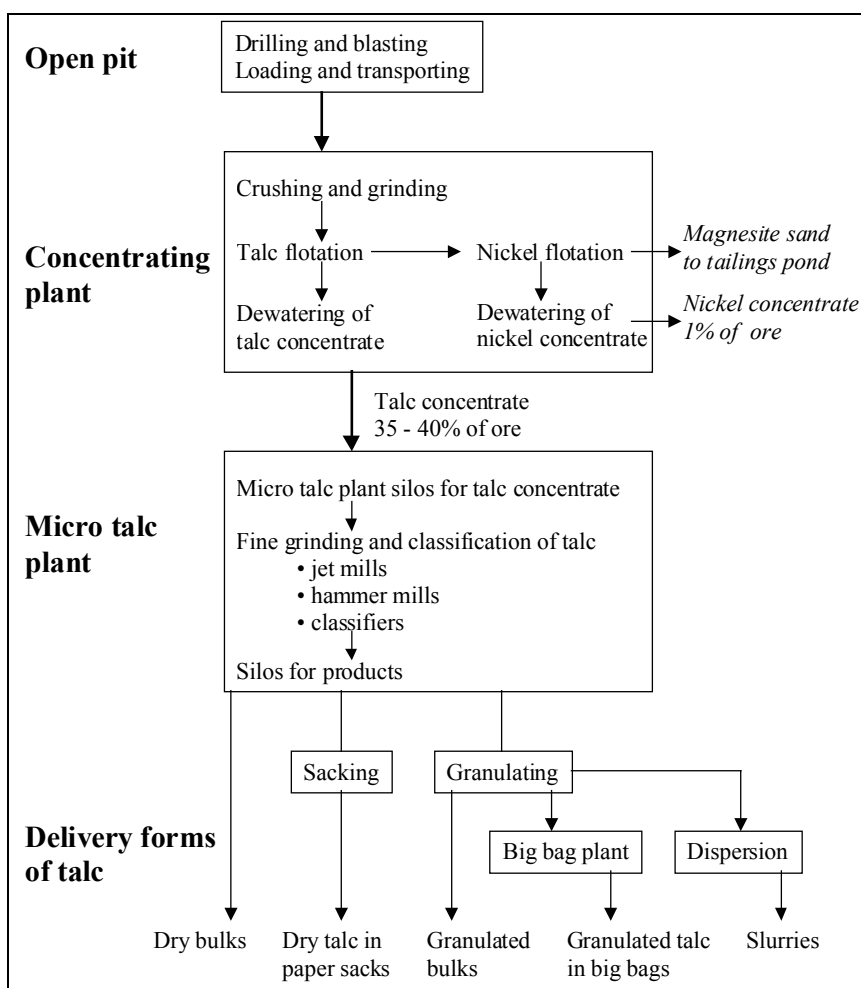 Open pit
Drilling and blasting
Loading and transporting
Concentrating
plant
Crushing and grinding
Talc flotation
Nickel flotation
Magnesite sand
to tailings pond
Dewatering of
talc concentrate
Dewatering of
nickel concentrate
Nickel concentrate
1% of ore
Talc concentrate
35 - 40% of ore
Micro talc
plant
Micro talc plant silos for talc concentrate
Fine grinding and classification of talc
• jet mills
• hammer mills
• classifiers
Silos for products
Delivery forms
of talc
Sacking
Granulating
Big bag plant
Dispersion
Dry bulks
Dry talc in
paper sacks
Granulated
bulks
Granulated talc
in big bags
Slurries